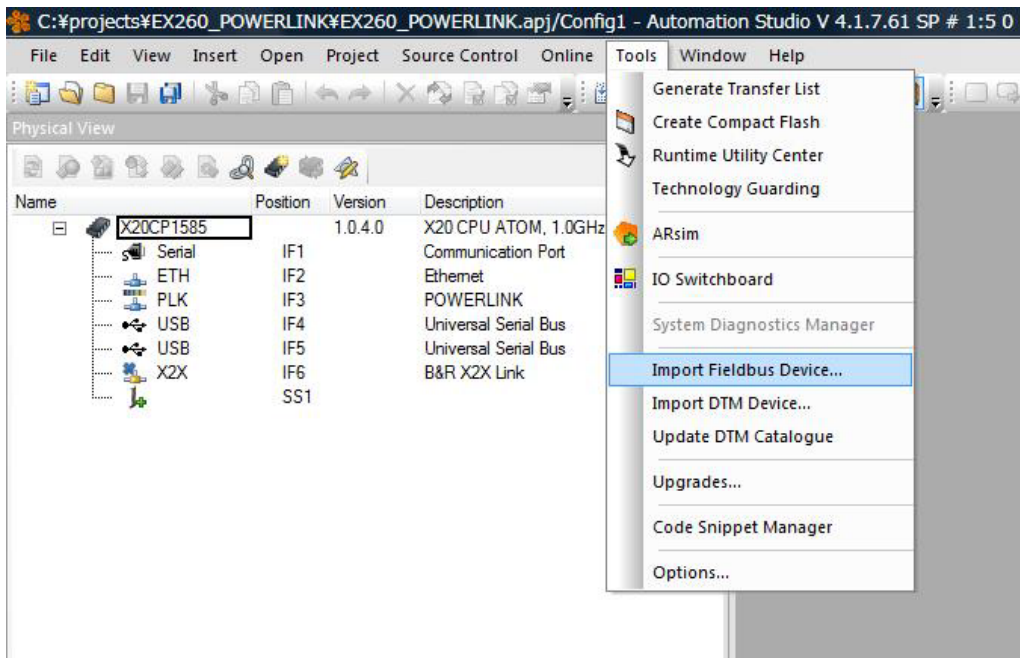 C:¥projects¥EX260_POWERLINK¥EX260_POWERLINK.apj/Config1 - Automation Studio V 4.1.7.61 SP # 1:5 0
File Edit View Insert Open Project Source Control Online Tools Window Help
Physical View
Name Position Version Description
X20CP1585 1.0.4.0 X20 CPU ATOM, 1.0GHz
Serial IF1 Communication Port
ETH IF2 Ethernet
PLK IF3 POWERLINK
USB IF4 Universal Serial Bus
USB IF5 Universal Serial Bus
X2X IF6 B&R X2X Link
SS1
Generate Transfer List
Create Compact Flash
Runtime Utility Center
Technology Guarding
ARsim
IO Switchboard
System Diagnostics Manager
Import Fieldbus Device...
Import DTM Device...
Update DTM Catalogue
Upgrades...
Code Snippet Manager
Options...